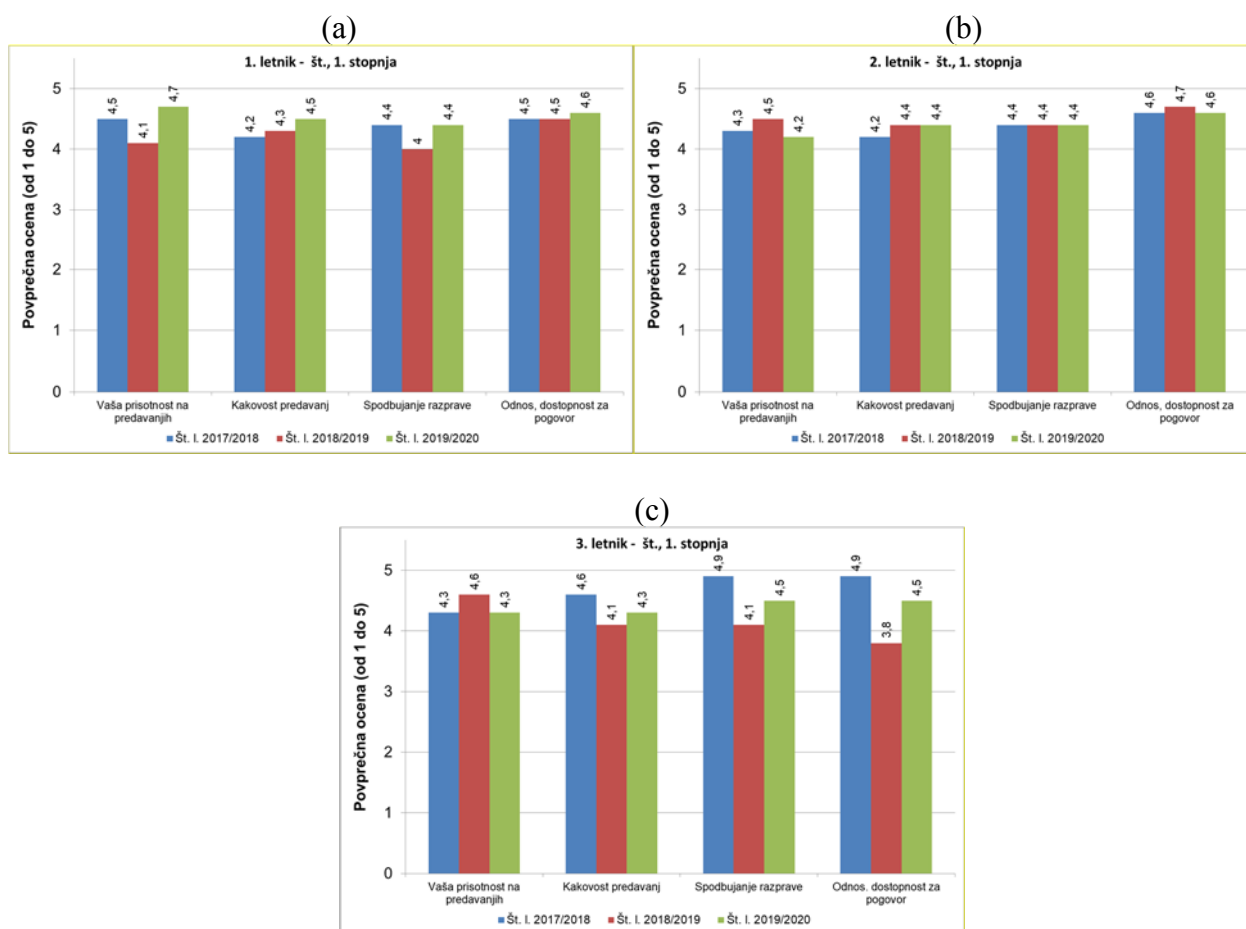 (a)
1. letnik - št., 1. stopnja
Povprečna ocena (od 1 do 5)
5
4
3
2
1
0
4,5
4,1
4,7
4,2
4,3
4,5
4,4
4
4,4
4,5
4,5
4,6
Vaša prisotnost na
predavanjih
Kakovost predavanj
Spodbujanje razprave
Odnos, dostopnost za
pogovor
Št. l. 2017/2018
Št. l. 2018/2019
Št. l. 2019/2020
(b)
2. letnik - št., 1. stopnja
Povprečna ocena (od 1 do 5)
5
4
3
2
1
0
4,3
4,5
4,2
4,2
4,4
4,4
4,4
4,4
4,4
4,6
4,7
4,6
Vaša prisotnost na
predavanjih
Kakovost predavanj
Spodbujanje razprave
Odnos, dostopnost za
pogovor
Št. l. 2017/2018
Št. l. 2018/2019
Št. l. 2019/2020
(c)
3. letnik - št., 1. stopnja
Povprečna ocena (od 1 do 5)
5
4
3
2
1
0
4,3
4,6
4,3
4,6
4,1
4,3
4,9
4,1
4,5
4,9
3,8
4,5
Vaša prisotnost na
predavanjih
Kakovost predavanj
Spodbujanje razprave
Odnos. dostopnost za
pogovor
Št. l. 2017/2018
Št. l. 2018/2019
Št. l. 2019/2020